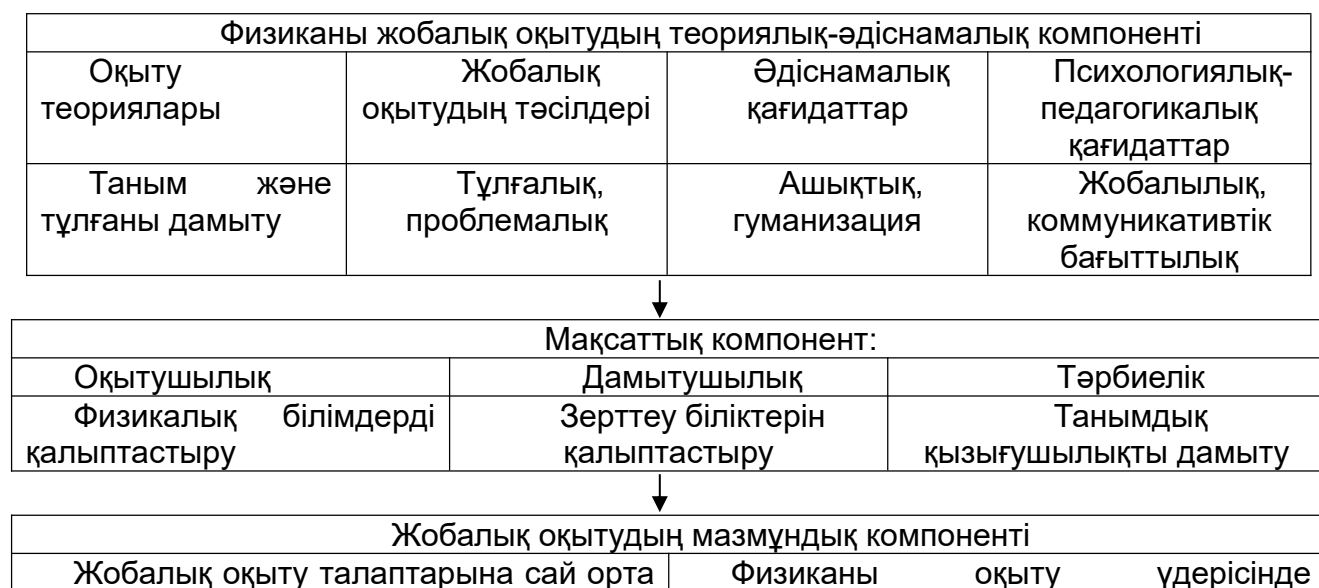 Физиканы жобалық оқытудың теориялық-әдіснамалық компоненті
Оқыту теориялары
Жобалық оқытудың тәсілдері
Әдіснамалық қағидаттар
Психологиялық-педагогикалық қағидаттар
Таным және тұлғаны дамыту
Тұлғалық, проблемалық
Ашықтық, гуманизация
Жобалылық, коммуникативтік бағыттылық
Мақсаттық компонент:
Оқытушылық
Дамытушылық
Тәрбиелік
Физикалық білімдерді қалыптастыру
Зерттеу біліктерін қалыптастыру
Танымдық қызығушылықты дамыту
Жобалық оқытудың мазмұндық компоненті
Жобалық оқыту талаптарына сай орта
Физиканы оқыту үдерісінде